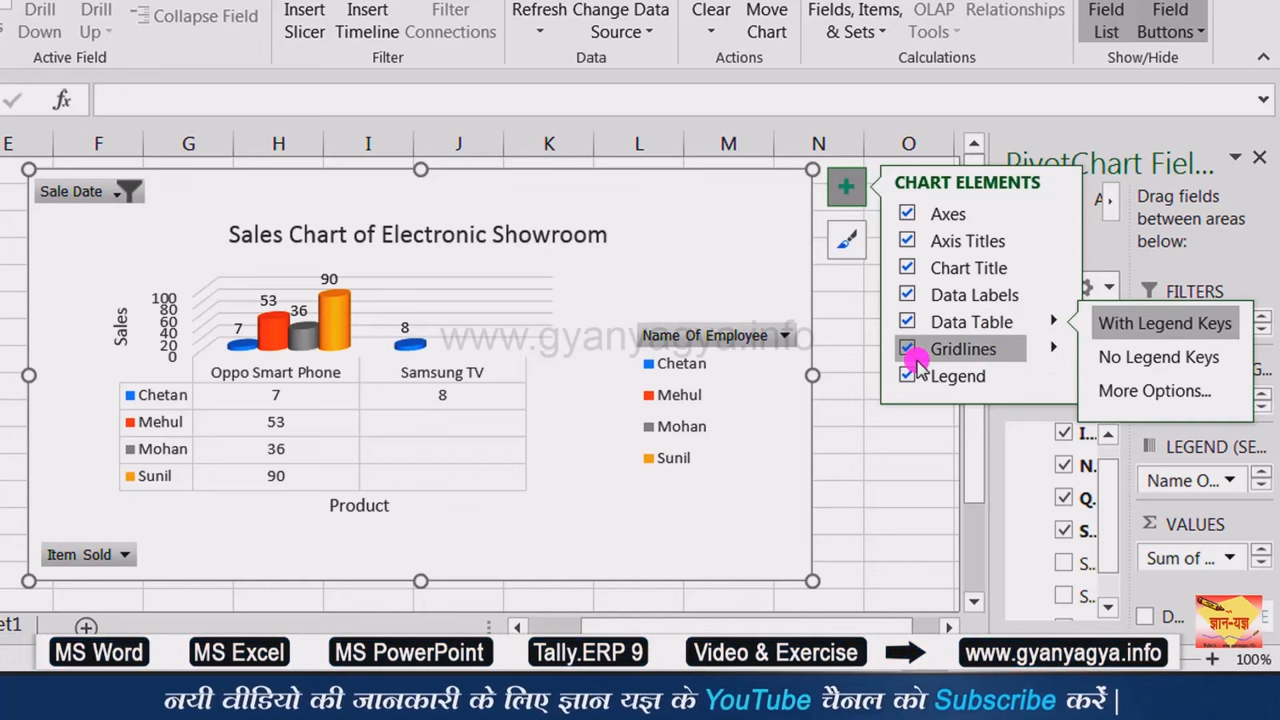 Drill Down
Drill Up
Collapse Field
Active Field
Insert Slicer
Insert Timeline
Filter Connections
Filter
Refresh
Change Data Source
Data
Clear
Move Chart
Actions
Fields, Items, & Sets
OLAP Tools
Relationships
Calculations
Field List
Field Buttons
Show/Hide
fx
E F G H I J K L M N O
Sale Date
Sales Chart of Electronic Showroom
Sales
100
80
60
40
20
0
7 53 36 90 8
Oppo Smart Phone Samsung TV
Chetan 7 8
Mehul 53
Mohan 36
Sunil 90
Product
Item Sold
www.gyanyagya.info
Name Of Employee
Chetan
Mehul
Mohan
Sunil
CHART ELEMENTS
Axes
Axis Titles
Chart Title
Data Labels
Data Table
Gridlines
Legend
With Legend Keys
No Legend Keys
More Options...
PivotChart Fiel...
Drag fields between areas below:
FILTERS
I...
N.
Q.
S..
S..
S..
LEGEND (SE...
Name O...
Σ VALUES
Sum of ...
D...
et1
100%
ज्ञान-यज्ञ
MS Word
MS Excel
MS PowerPoint
Tally.ERP 9
Video & Exercise
www.gyanyagya.info
नयी वीडियो की जानकारी के लिए ज्ञान यज्ञ के YouTube चैनल को Subscribe करें |